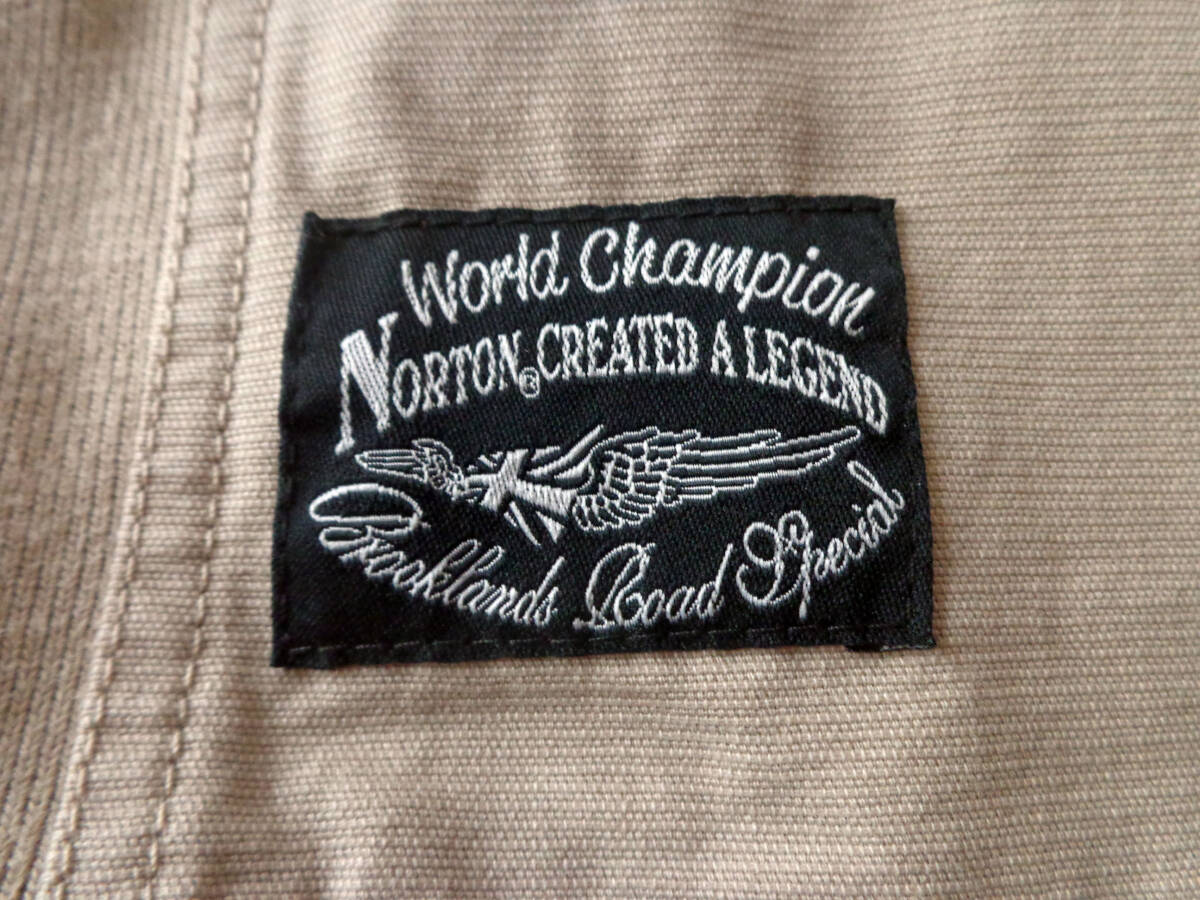 World Champion
NORTON® CREATED A LEGEND
Brooklands Road Special